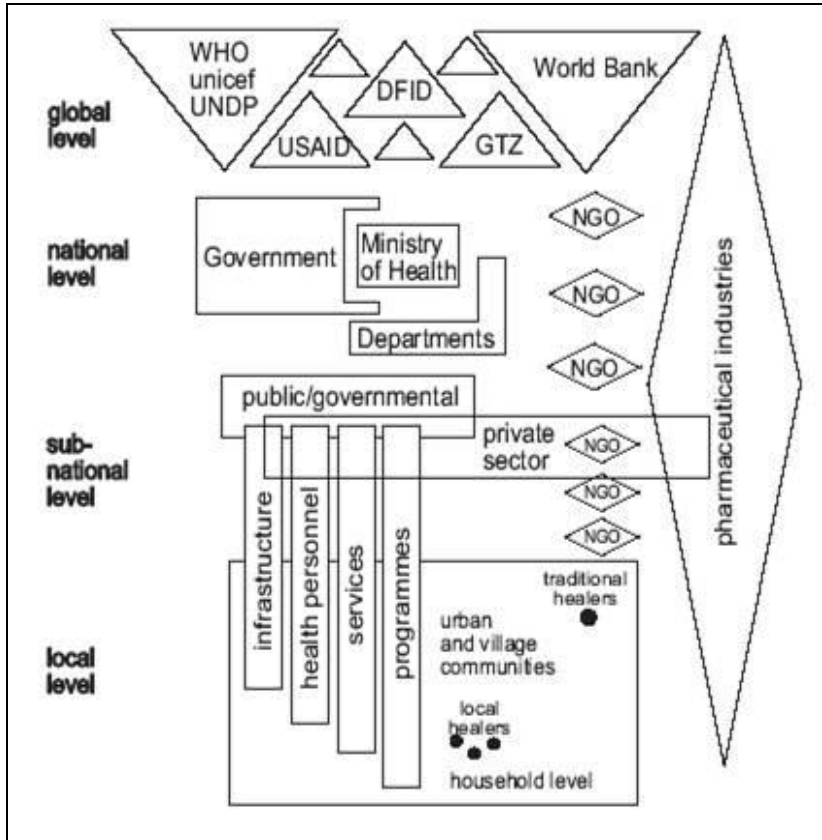 WHO
unicef
UNDP
DFID
World Bank
global
level
USAID
GTZ
NGO
national
level
Government
Ministry
of Health
NGO
Departments
NGO
pharmaceutical industries
public/governmental
sub-
national
level
private
sector
NGO
NGO
NGO
infrastructure
health personnel
services
programmes
traditional
healers
urban
and village
communities
local
level
local
healers
household level